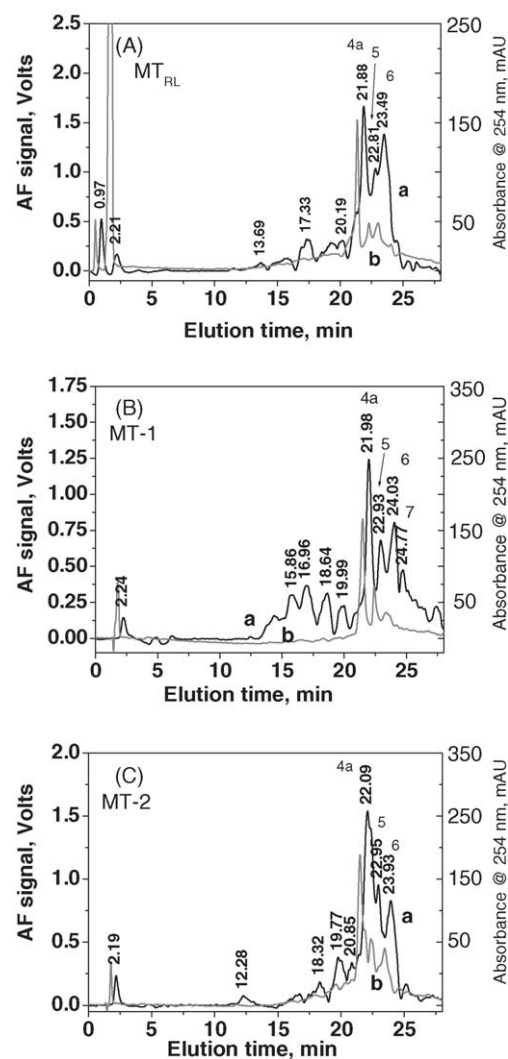 (A)
MT RL
AF signal, Volts
2.5
2.0
1.5
1.0
0.5
0.0
0.97
2.21
13.69
17.33
20.19
4a
21.88
5
22.81
6
23.49
a
b
250
150
50
Absorbance @ 254 nm, mAU
0 5 10 15 20 25
Elution time, min
(B)
MT-1
AF signal, Volts
1.75
1.50
1.25
1.00
0.75
0.50
0.25
0.00
2.24
a
b
15.86
16.96
18.64
19.99
4a
21.98
5
22.93
6
24.03
7
24.77
350
250
150
50
Absorbance @ 254 nm, mAU
0 5 10 15 20 25
Elution time, min
(C)
MT-2
AF signal, Volts
2.0
1.5
1.0
0.5
0.0
2.19
12.28
18.32
19.77
20.85
4a
22.09
5
22.95
6
23.93
a
b
350
250
150
50
Absorbance @ 254 nm, mAU
0 5 10 15 20 25
Elution time, min